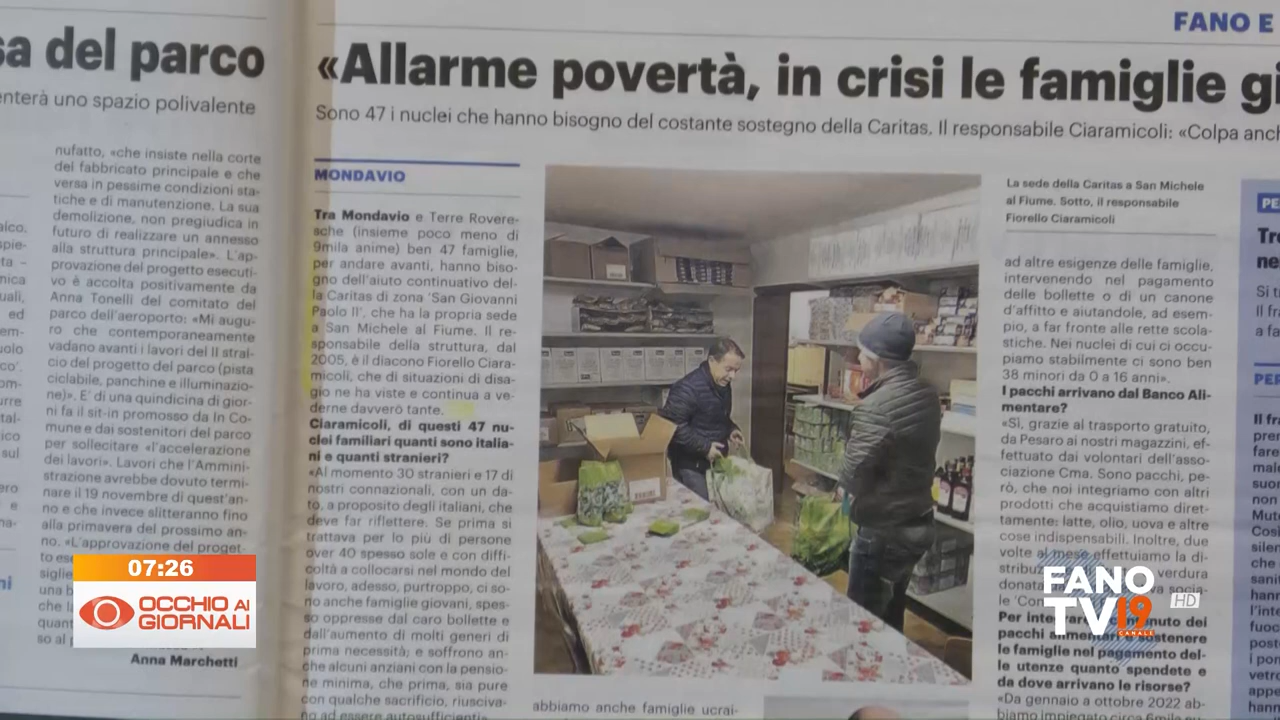 FANO E
sa del parco
enterà uno spazio polivalente
nufatto, «che insiste nella corte
del fabbricato principale e che
versa in pessime condizioni sta-
tiche e di manutenzione. La sua
demolizione, non pregiudica in
futuro di realizzare un annesso
alla struttura principale». L'ap-
provazione del progetto esecuti-
vo è accolta positivamente da
Anna Tonelli del comitato del
parco dell'aeroporto: «Mi augu-
ro che contemporaneamente
vadano avanti i lavori del II stral-
cio del progetto del parco (pista
ciclabile, panchine e illuminazio-
ne)». E' di una quindicina di gior-
ni fa il sit-in promosso da In Co-
mune e dai sostenitori del parco
per sollecitare «l'accelerazione
dei lavori». Lavori che l'Ammini-
strazione avrebbe dovuto termi-
nare il 19 novembre di quest'an-
no e che invece slitteranno fino
alla primavera del prossimo an-
no. «L'approvazione del proget-
Anna Marchetti
«Allarme povertà, in crisi le famiglie gi
Sono 47 i nuclei che hanno bisogno del costante sostegno della Caritas. Il responsabile Ciaramicoli: «Colpa anch
MONDAVIO
Tra Mondavio e Terre Rovere-
sche (insieme poco meno di
9mila anime) ben 47 famiglie,
per andare avanti, hanno biso-
gno dell'aiuto continuativo del-
la Caritas di zona 'San Giovanni
Paolo II', che ha la propria sede
a San Michele al Fiume. Il re-
sponsabile della struttura, dal
2005, è il diacono Fiorello Ciara-
micoli, che di situazioni di disa-
gio ne ha viste e continua a ve-
derne davvero tante.
Ciaramicoli, di questi 47 nu-
clei familiari quanti sono italia-
ni e quanti stranieri?
«Al momento 30 stranieri e 17 di
nostri connazionali, con un da-
to, a proposito degli italiani, che
deve far riflettere. Se prima si
trattava per lo più di persone
over 40 spesso sole e con diffi-
coltà a collocarsi nel mondo del
lavoro, adesso, purtroppo, ci so-
no anche famiglie giovani, spes-
so oppresse dal caro bollette e
dall'aumento di molti generi di
prima necessità; e soffrono an-
che alcuni anziani con la pensio-
ne minima, che prima, sia pure
con qualche sacrificio, riusciva-
no ad essere autosufficienti».
abbiamo anche famiglie ucrai-
La sede della Caritas a San Michele
al Fiume. Sotto, il responsabile
Fiorello Ciaramicoli
ad altre esigenze delle famiglie,
intervenendo nel pagamento
delle bollette o di un canone
d'affitto e aiutandole, ad esem-
pio, a far fronte alle rette scola-
stiche. Nei nuclei di cui ci occu-
piamo stabilmente ci sono ben
38 minori da 0 a 16 anni».
I pacchi arrivano dal Banco Ali-
mentare?
«Sì, grazie al trasporto gratuito,
da Pesaro ai nostri magazzini, ef-
fettuato dai volontari dell'asso-
ciazione Cma. Sono pacchi, pe-
rò, che noi integriamo con altri
prodotti che acquistiamo diret-
tamente: latte, olio, uova e altre
cose indispensabili. Inoltre, due
volte al mese effettuiamo la di-
verdura
Per
pacchi sostenere
le famiglie nel pagamento del-
le utenze quanto spendete e
da dove arrivano le risorse?
«Da gennaio a ottobre 2022 ab-
07:26
OCCHIO AI
GIORNALI
FANO
TV19
CANALE
HD